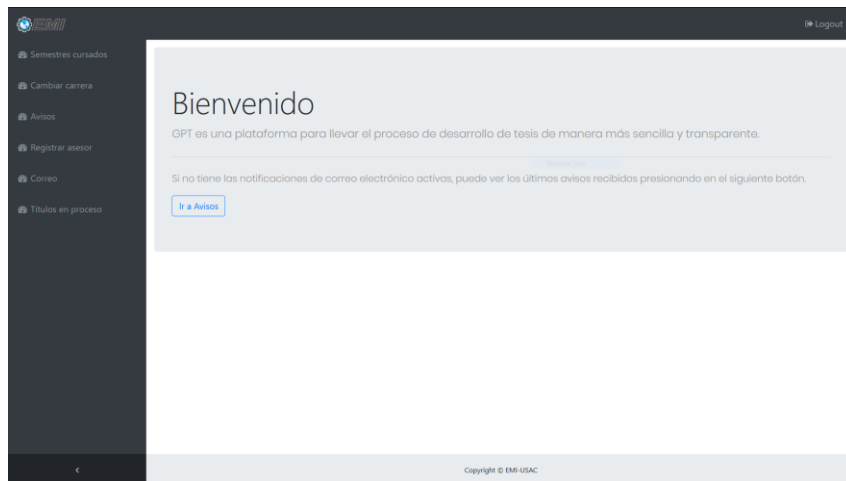 EMI
Logout
Semestres cursados
Cambiar carrera
Avisos
Registrar asesor
Correo
Títulos en proceso
Bienvenido
GPT es una plataforma para llevar el proceso de desarrollo de tesis de manera más sencilla y transparente.
Si no tiene las notificaciones de correo electrónico activas, puede ver los últimos avisos recibidos presionando en el siguiente botón.
Ir a Avisos
Copyright © EMI-USAC